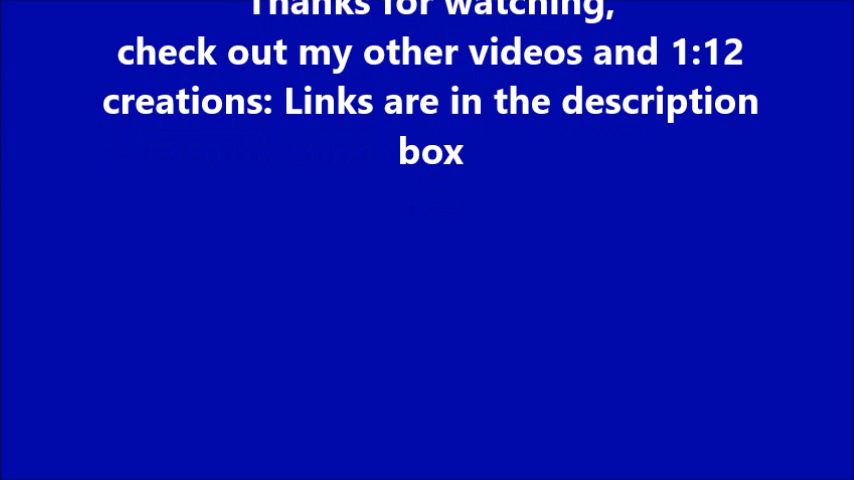 Thanks for watching,
check out my other videos and 1:12
creations: Links are in the description
box